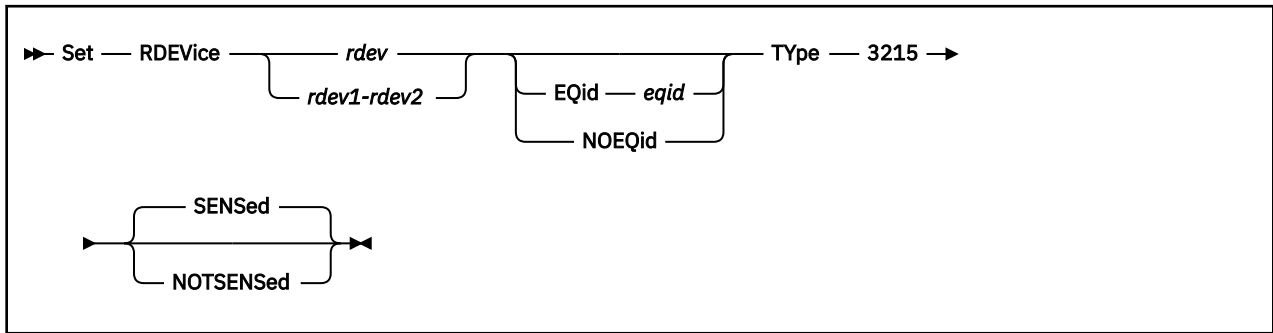 Set RDEVice rdev TYpe 3215
rdev1-rdev2 EQid eqid
NOEQid
SENSed
NOTSENSed